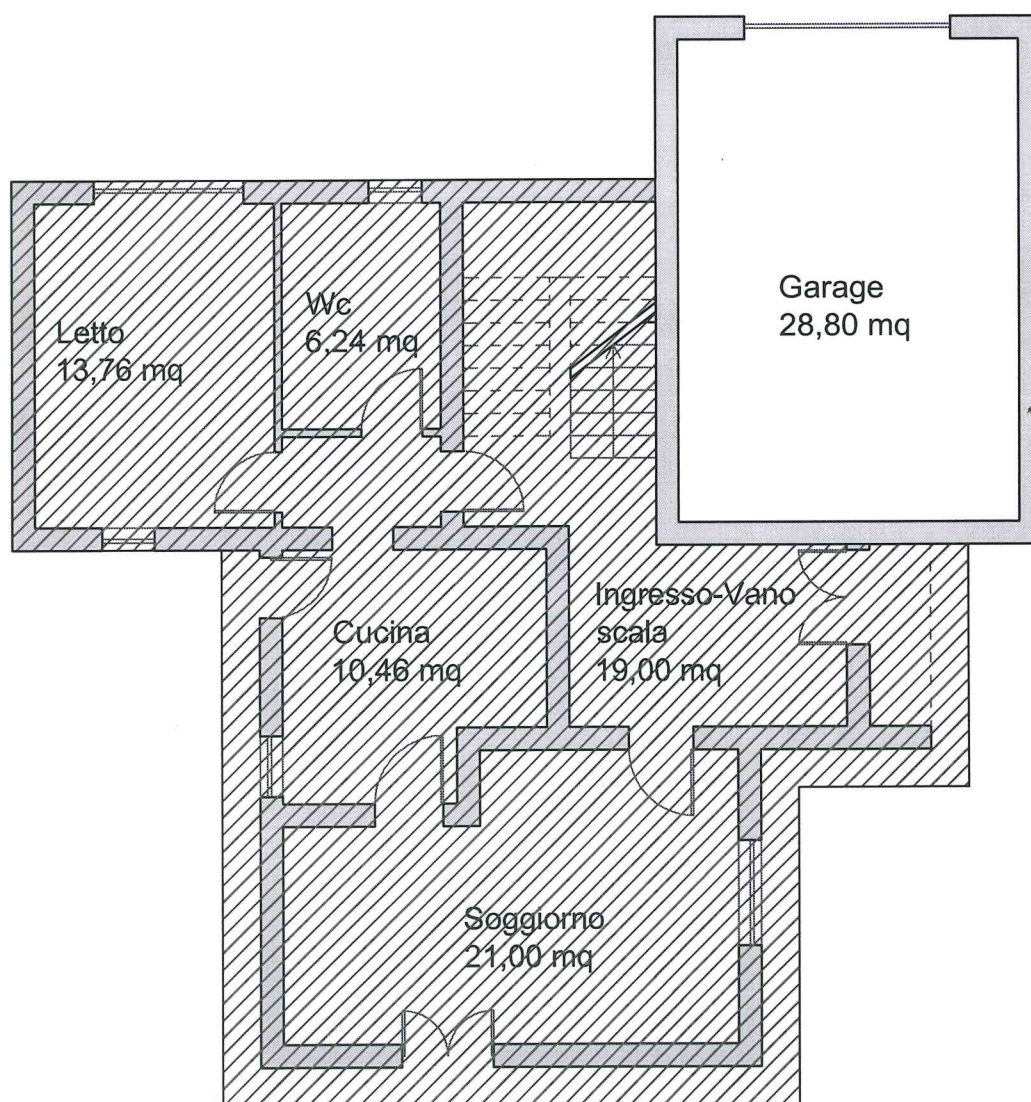 Garage
28,80 mq
Wc
6,24 mq
Letto
13,76 mq
Ingresso-Vano
scala
19,00 mq
Cucina
10,46 mq
Soggiorno
21,00 mq